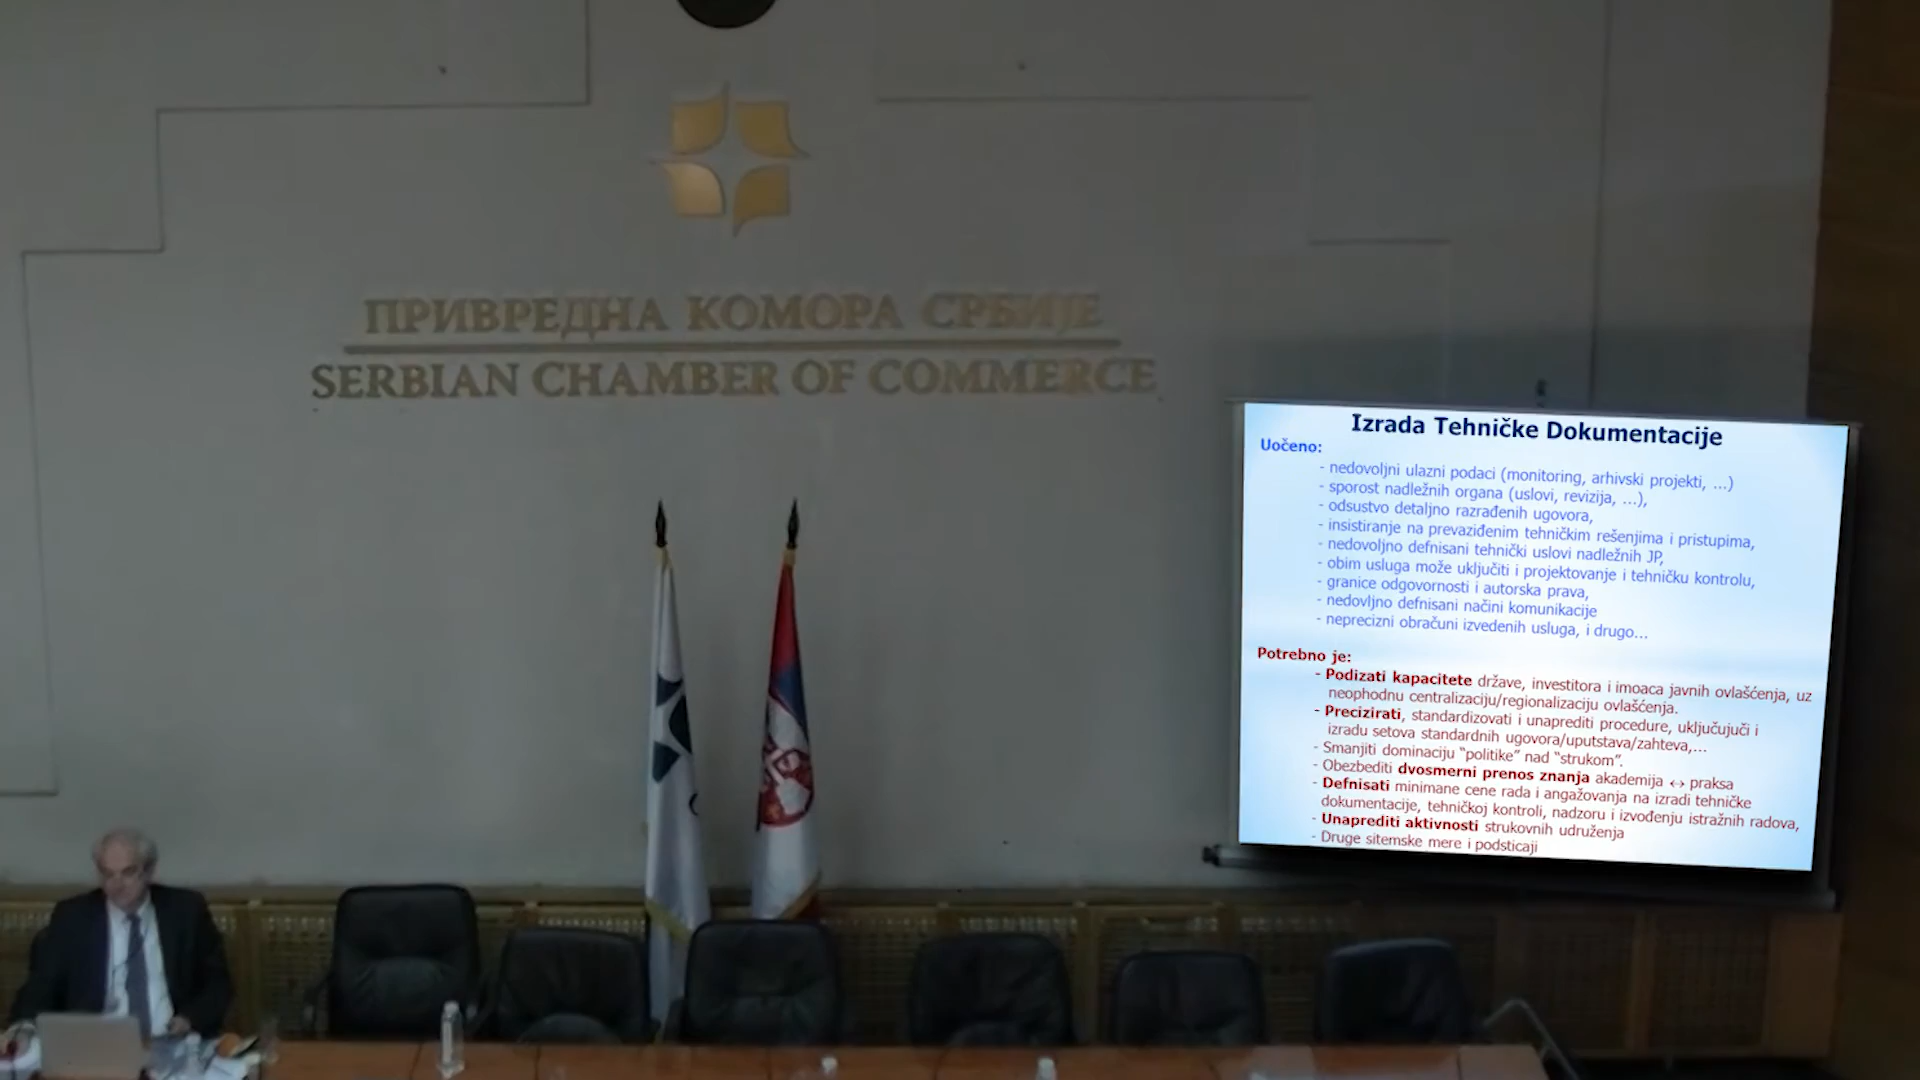 ПРИВРЕДНА КОМОРА СРБИЈЕ
SERBIAN CHAMBER OF COMMERCE
Izrada Tehničke Dokumentacije
Uočeno:
- nedovoljni ulazni podaci (monitoring, arhivski projekti, ...)
- sporost nadležnih organa (uslovi, revizija, ...),
- odsustvo detaljno razrađenih ugovora,
- insistiranje na prevaziđenim tehničkim rešenjima i pristupima,
- nedovoljno defnisani tehnički uslovi nadležnih JP,
- obim usluga može uključiti i projektovanje i tehničku kontrolu,
- granice odgovornosti i autorska prava,
- nedovljno defnisani načini komunikacije
- neprecizni obračuni izvedenih usluga, i drugo...
Potrebno je:
- Podizati kapacitete države, investitora i imoaca javnih ovlašćenja, uz
neophodnu centralizaciju/regionalizaciju ovlašćenja.
- Precizirati, standardizovati i unaprediti procedure, uključujuči i
izradu setova standardnih ugovora/uputstava/zahteva,...
- Smanjiti dominaciju “politike” nad “strukom”.
- Obezbediti dvosmerni prenos znanja akademija ↔ praksa
- Defnisati minimane cene rada i angažovanja na izradi tehničke
dokumentacije, tehničkoj kontroli, nadzoru i izvođenju istražnih radova,
- Unaprediti aktivnosti strukovnih udruženja
- Druge sitemske mere i podsticaji